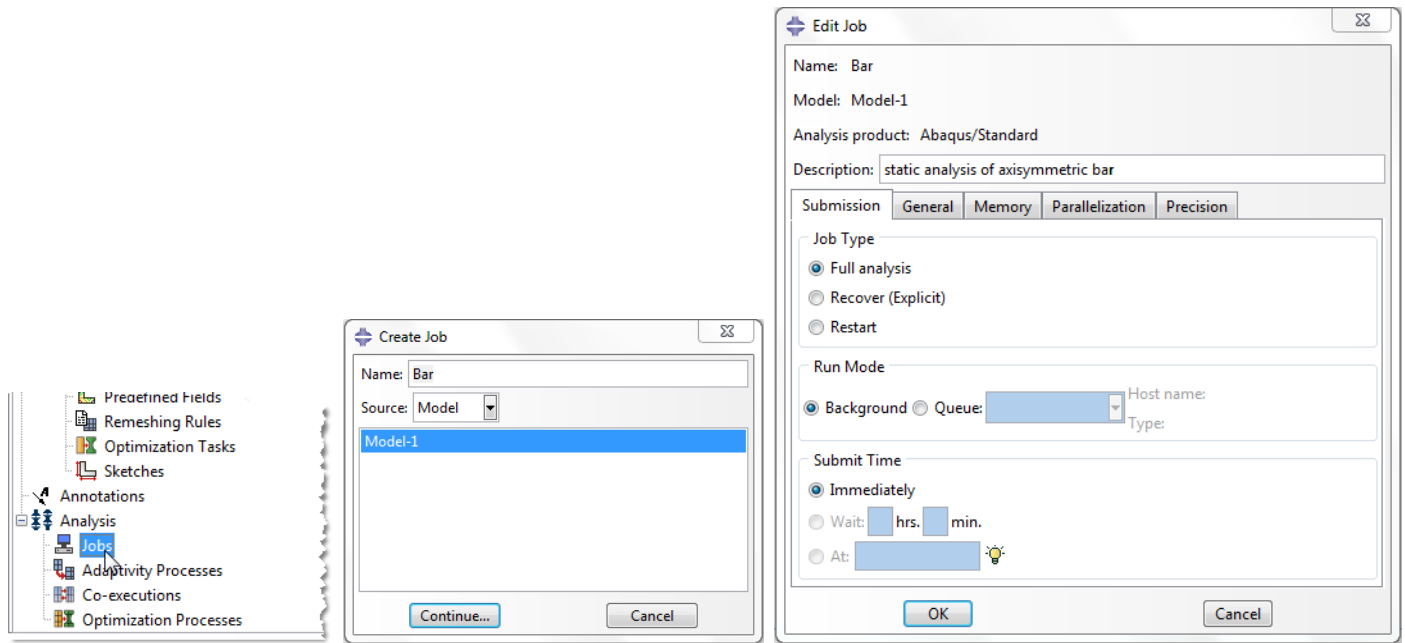 Predefined Fields
Remeshing Rules
Optimization Tasks
Sketches
Annotations
Analysis
Jobs
Adaptivity Processes
Co-executions
Optimization Processes
Create Job
Name: Bar
Source: Model
Model-1
Continue... Cancel
Edit Job
Name: Bar
Model: Model-1
Analysis product: Abaqus/Standard
Description: static analysis of axisymmetric bar
Submission General Memory Parallelization Precision
Job Type
Full analysis
Recover (Explicit)
Restart
Run Mode
Background Queue: Host name:
Type:
Submit Time
Immediately
Wait: hrs. min.
At:
OK Cancel